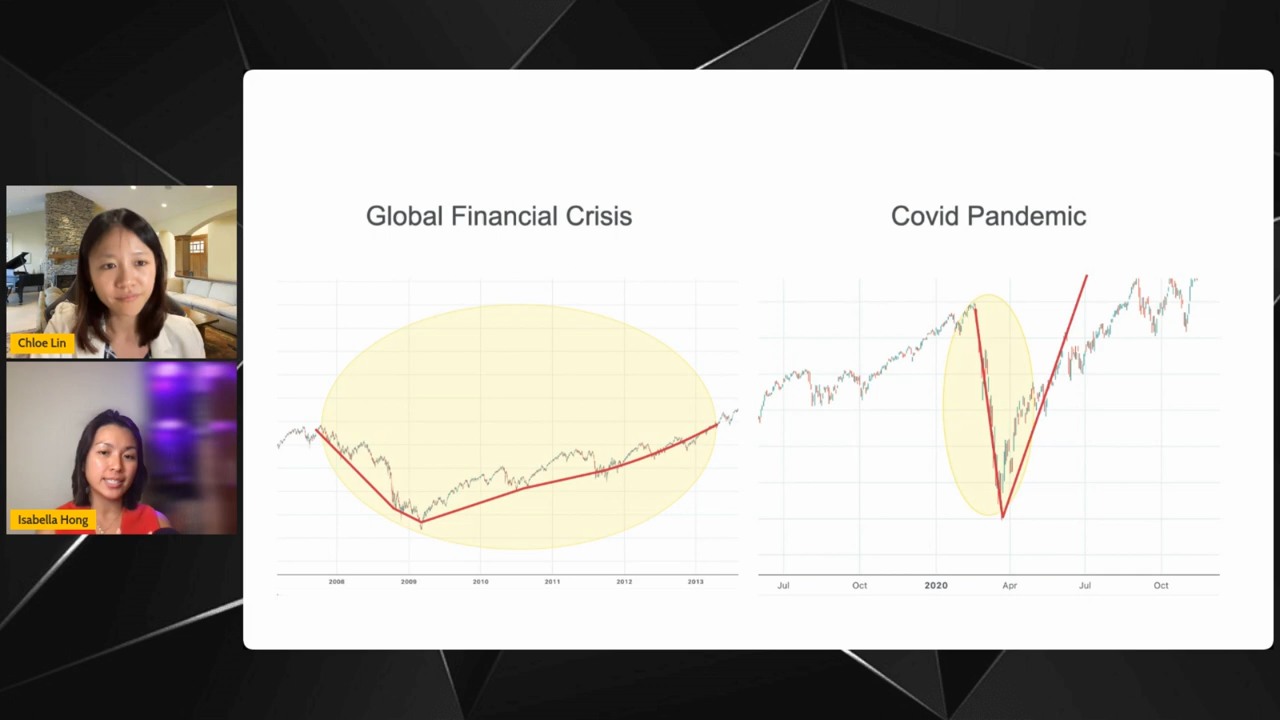 Global Financial Crisis
Covid Pandemic
Chloe Lin
Isabella Hong
2008 2009 2010 2011 2012 2013
Jul Oct 2020 Apr Jul Oct